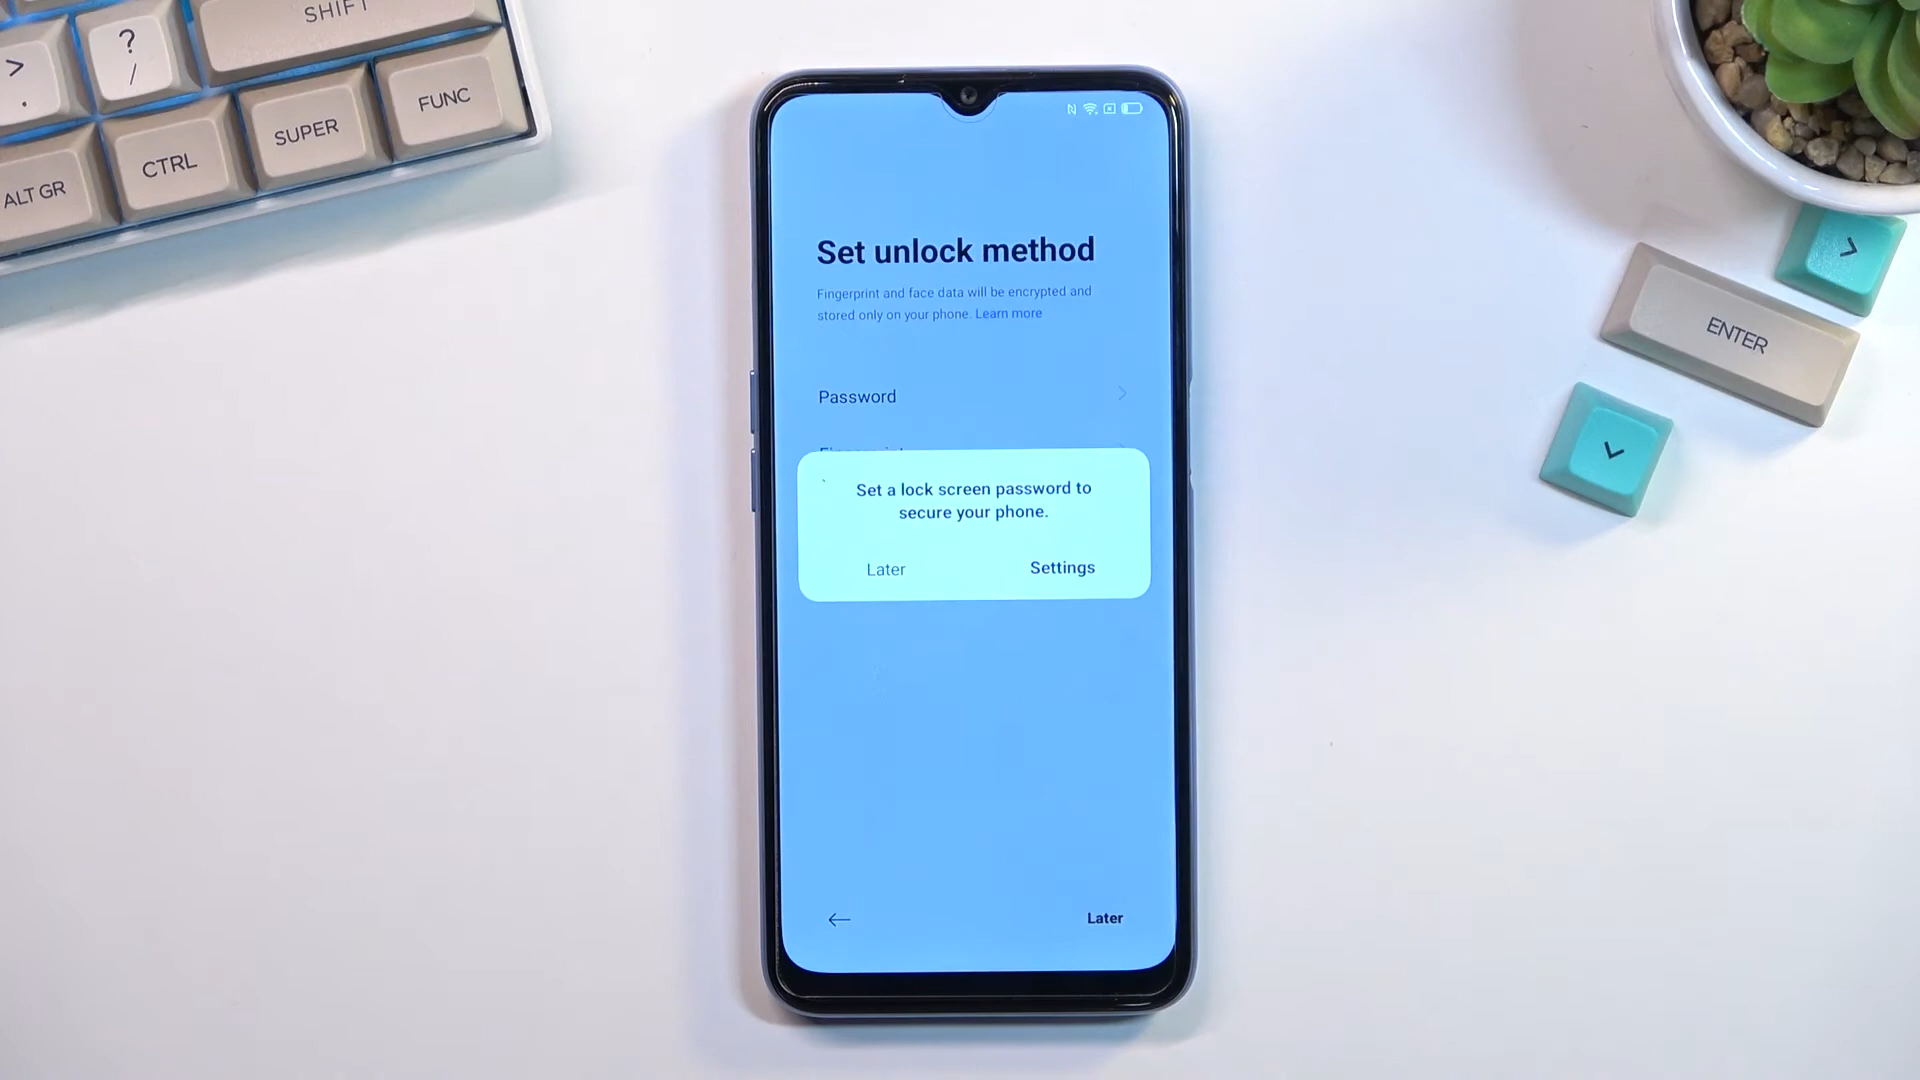 SHIFT
?
/
>
.
FUNC
SUPER
CTRL
ALT GR
>
ENTER
Set unlock method
Fingerprint and face data will be encrypted and
stored only on your phone. Learn more
Password
Set a lock screen password to
secure your phone.
Later
Settings
Later